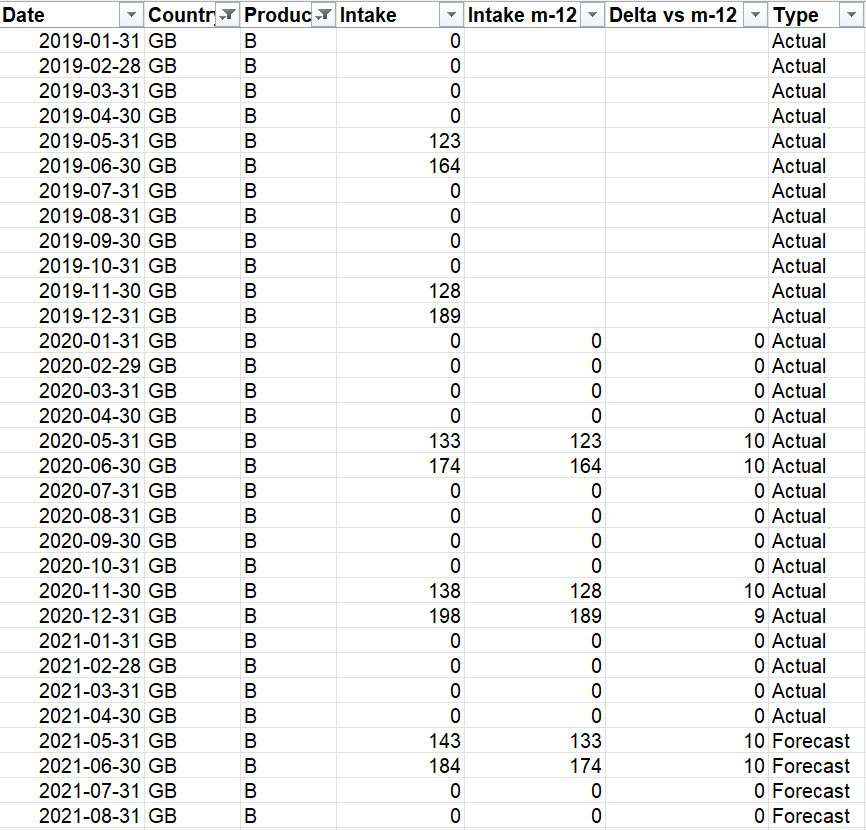 Date Country Produc Intake Intake m-12 Delta vs m-12 Type
2019-01-31 GB B 0 Actual
2019-02-28 GB B 0 Actual
2019-03-31 GB B 0 Actual
2019-04-30 GB B 0 Actual
2019-05-31 GB B 123 Actual
2019-06-30 GB B 164 Actual
2019-07-31 GB B 0 Actual
2019-08-31 GB B 0 Actual
2019-09-30 GB B 0 Actual
2019-10-31 GB B 0 Actual
2019-11-30 GB B 128 Actual
2019-12-31 GB B 189 Actual
2020-01-31 GB B 0 0 0 Actual
2020-02-29 GB B 0 0 0 Actual
2020-03-31 GB B 0 0 0 Actual
2020-04-30 GB B 0 0 0 Actual
2020-05-31 GB B 133 123 10 Actual
2020-06-30 GB B 174 164 10 Actual
2020-07-31 GB B 0 0 0 Actual
2020-08-31 GB B 0 0 0 Actual
2020-09-30 GB B 0 0 0 Actual
2020-10-31 GB B 0 0 0 Actual
2020-11-30 GB B 138 128 10 Actual
2020-12-31 GB B 198 189 9 Actual
2021-01-31 GB B 0 0 0 Actual
2021-02-28 GB B 0 0 0 Actual
2021-03-31 GB B 0 0 0 Actual
2021-04-30 GB B 0 0 0 Actual
2021-05-31 GB B 143 133 10 Forecast
2021-06-30 GB B 184 174 10 Forecast
2021-07-31 GB B 0 0 0 Forecast
2021-08-31 GB B 0 0 0 Forecast